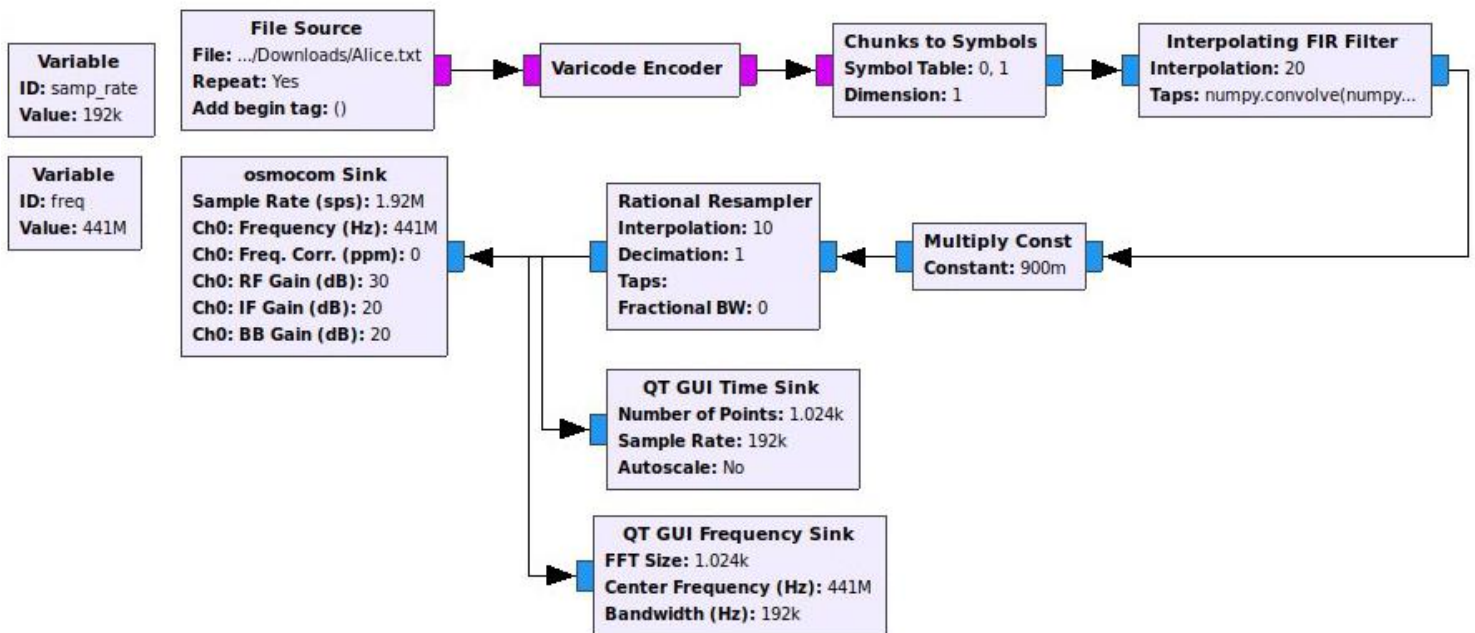 Variable
ID: samp_rate
Value: 192k
File Source
File: .../Downloads/Alice.txt
Repeat: Yes
Add begin tag: ()
Varicode Encoder
Chunks to Symbols
Symbol Table: 0, 1
Dimension: 1
Interpolating FIR Filter
Interpolation: 20
Taps: numpy.convolve(numpy...
Variable
ID: freq
Value: 441M
osmocom Sink
Sample Rate (sps): 1.92M
Ch0: Frequency (Hz): 441M
Ch0: Freq. Corr. (ppm): 0
Ch0: RF Gain (dB): 30
Ch0: IF Gain (dB): 20
Ch0: BB Gain (dB): 20
Rational Resampler
Interpolation: 10
Decimation: 1
Taps:
Fractional BW: 0
Multiply Const
Constant: 900m
QT GUI Time Sink
Number of Points: 1.024k
Sample Rate: 192k
Autoscale: No
QT GUI Frequency Sink
FFT Size: 1.024k
Center Frequency (Hz): 441M
Bandwidth (Hz): 192k